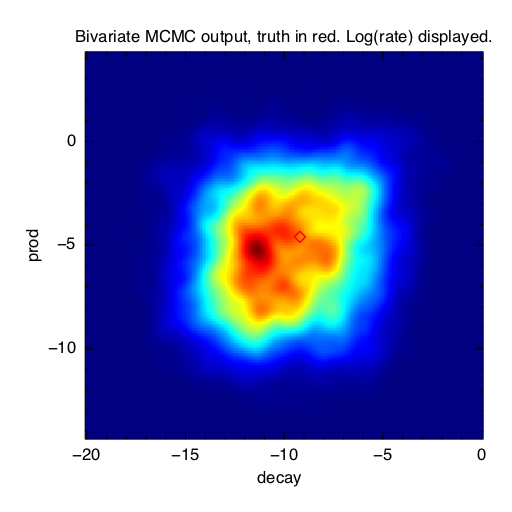 Bivariate MCMC output, truth in red. Log(rate) displayed.
0
−5
−10
prod
−20
−15
−10
−5
0
decay